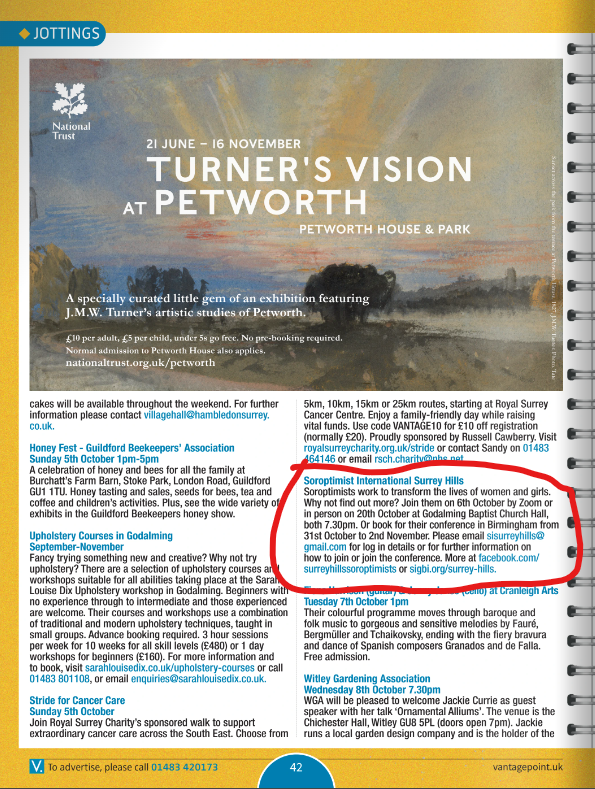 JOTTINGS
National
Trust
21 JUNE – 16 NOVEMBER
TURNER'S VISION
AT PETWORTH
PETWORTH HOUSE & PARK
A specially curated little gem of an exhibition featuring
J.M.W. Turner's artistic studies of Petworth.
£10 per adult, £5 per child, under 5s go free. No pre-booking required.
Normal admission to Petworth House also applies.
nationaltrust.org.uk/petworth
cakes will be available throughout the weekend. For further
information please contact villagehall@hambledonsurrey.
co.uk.
Honey Fest - Guildford Beekeepers' Association
Sunday 5th October 1pm-5pm
A celebration of honey and bees for all the family at
Burchatt's Farm Barn, Stoke Park, London Road, Guildford
GU1 1TU. Honey tasting and sales, seeds for bees, tea and
coffee and children's activities. Plus, see the wide variety of
exhibits in the Guildford Beekeepers honey show.
Upholstery Courses in Godalming
September-November
Fancy trying something new and creative? Why not try
upholstery? There are a selection of upholstery courses and
workshops suitable for all abilities taking place at the Sarah
Louise Dix Upholstery workshop in Godalming. Beginners with
no experience through to intermediate and those experienced
are welcome. Their courses and workshops use a combination
of traditional and modern upholstery techniques, taught in
small groups. Advance booking required. 3 hour sessions
per week for 10 weeks for all skill levels (£480) or 1 day
workshops for beginners (£160). For more information and
to book, visit sarahlouisedix.co.uk/upholstery-courses or call
01483 801108, or email enquiries@sarahlouisedix.co.uk.
Stride for Cancer Care
Sunday 5th October
Join Royal Surrey Charity's sponsored walk to support
extraordinary cancer care across the South East. Choose from
5km, 10km, 15km or 25km routes, starting at Royal Surrey
Cancer Centre. Enjoy a family-friendly day while raising
vital funds. Use code VANTAGE10 for £10 off registration
(normally £20). Proudly sponsored by Russell Cawberry. Visit
royalsurreycharity.org.uk/stride or contact Sandy on 01483
464146 or email rsch.charity@nhs.net
Soroptimist International Surrey Hills
Soroptimists work to transform the lives of women and girls.
Why not find out more? Join them on 6th October by Zoom or
in person on 20th October at Godalming Baptist Church Hall,
both 7.30pm. Or book for their conference in Birmingham from
31st October to 2nd November. Please email sisurreyhills@
gmail.com for log in details or for further information on
how to join or join the conference. More at facebook.com/
surreyhillssoroptimists or sigbi.org/surrey-hills.
(guitar) (cello) at Cranleigh Arts
Tuesday 7th October 1pm
Their colourful programme moves through baroque and
folk music to gorgeous and sensitive melodies by Fauré,
Bergmüller and Tchaikovsky, ending with the fiery bravura
and dance of Spanish composers Granados and de Falla.
Free admission.
Witley Gardening Association
Wednesday 8th October 7.30pm
WGA will be pleased to welcome Jackie Currie as guest
speaker with her talk 'Ornamental Alliums'. The venue is the
Chichester Hall, Witley GU8 5PL (doors open 7pm). Jackie
runs a local garden design company and is the holder of the
V. To advertise, please call 01483 420173
42
vantagepoint.uk